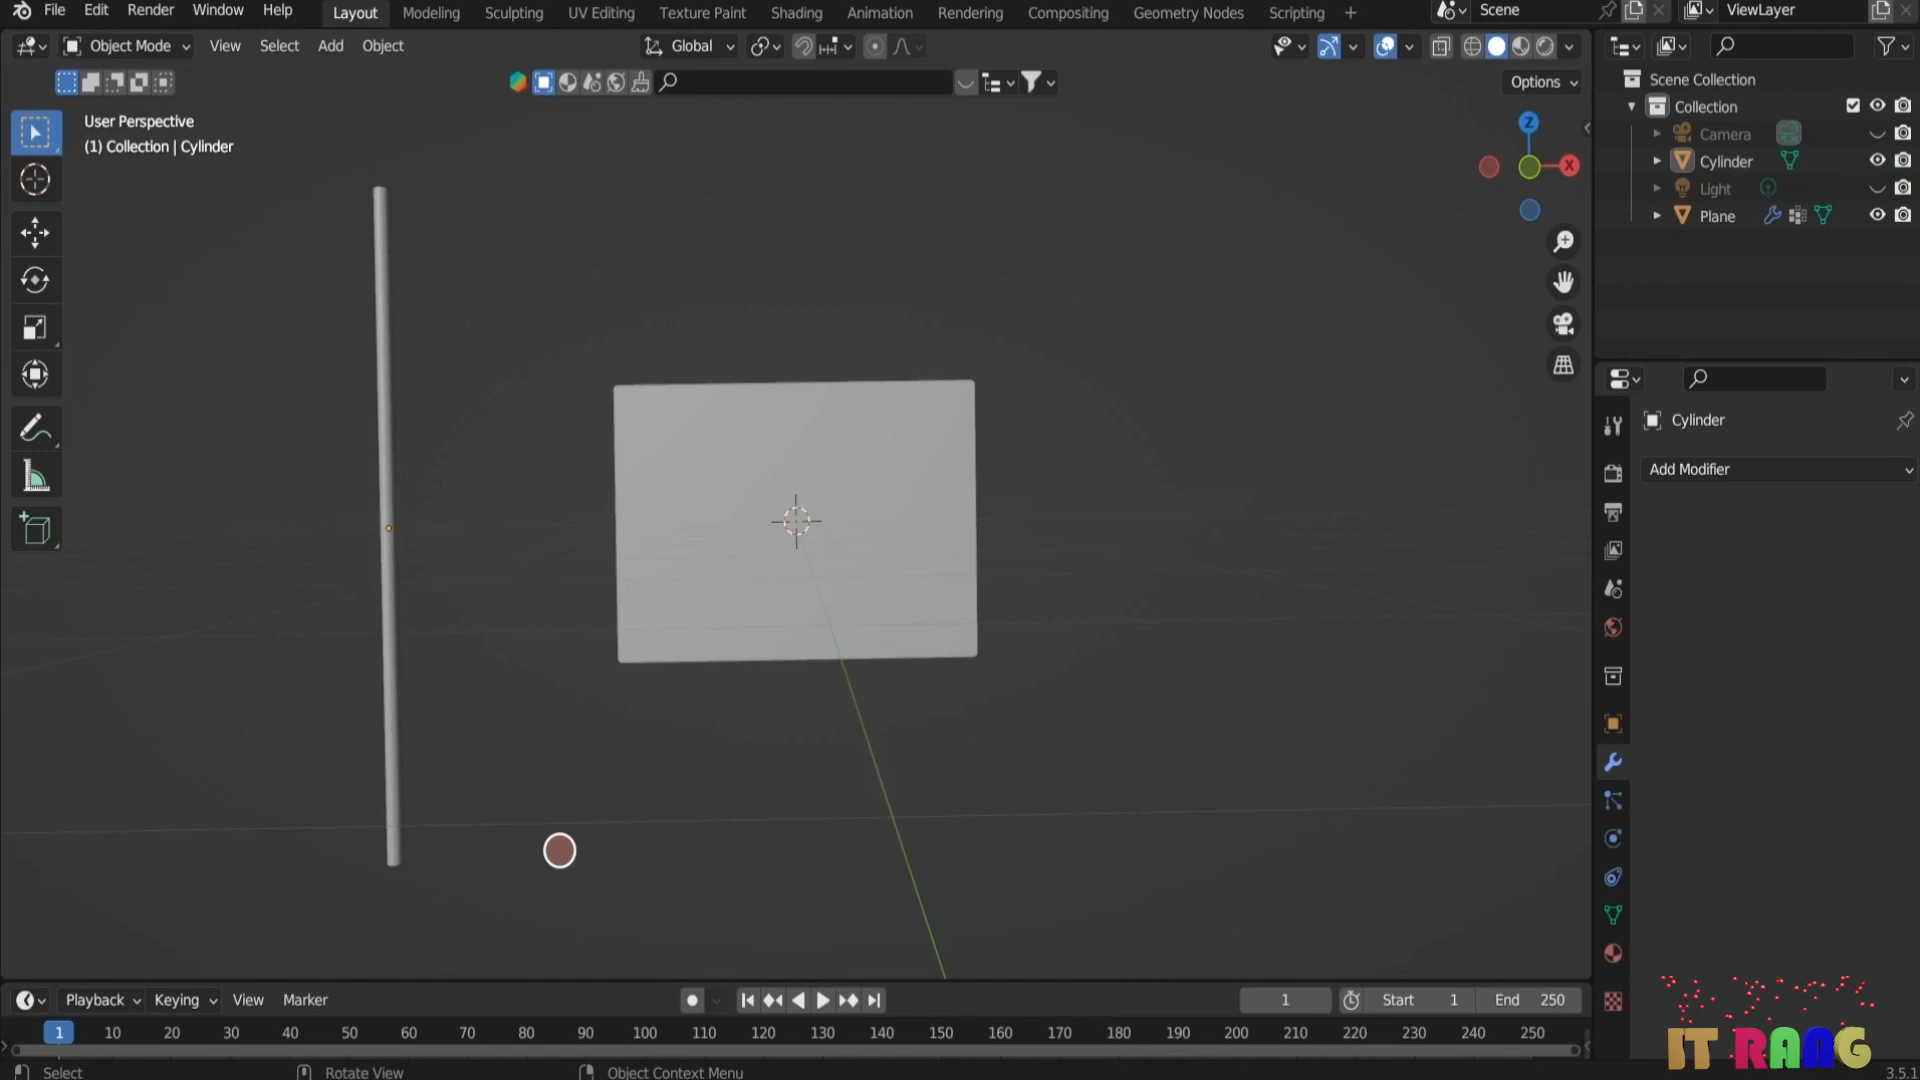 File Edit Render Window Help Layout Modeling Sculpting UV Editing Texture Paint Shading Animation Rendering Compositing Geometry Nodes Scripting + Scene ViewLayer
Object Mode View Select Add Object Global
Options
User Perspective
(1) Collection | Cylinder
Z
X
Scene Collection
Collection
Camera
Cylinder
Light
Plane
Cylinder
Add Modifier
Playback Keying View Marker 1 Start 1 End 250
1 10 20 30 40 50 60 70 80 90 100 110 120 130 140 150 160 170 180 190 200 210 220 230 240 250
Select Rotate View Object Context Menu 3.5.1
IT RANG